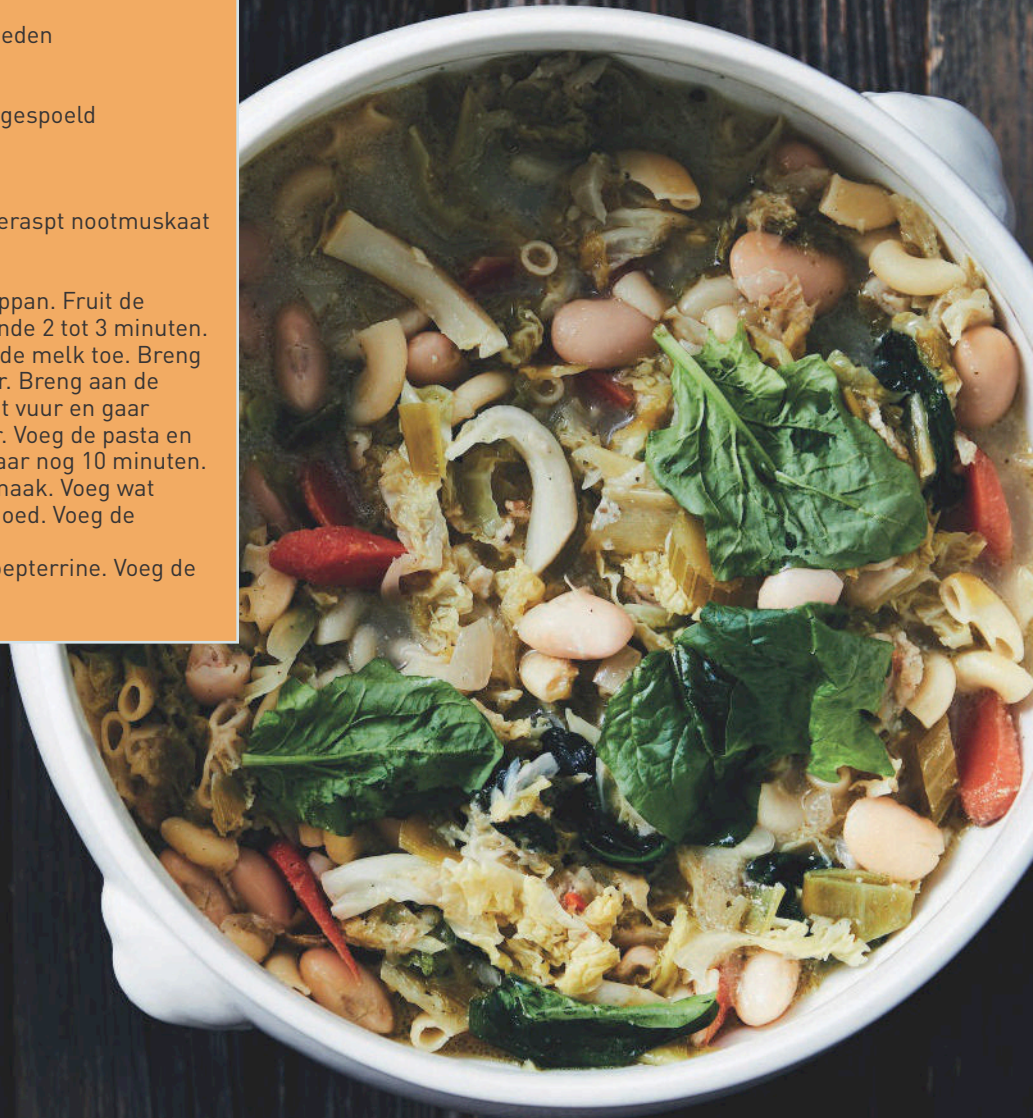 eden
gespoeld
eraspt nootmuskaat
ppan. Fruit de
nde 2 tot 3 minuten.
de melk toe. Breng
r. Breng aan de
t vuur en gaar
r. Voeg de pasta en
aar nog 10 minuten.
naak. Voeg wat
oed. Voeg de
epterrine. Voeg de